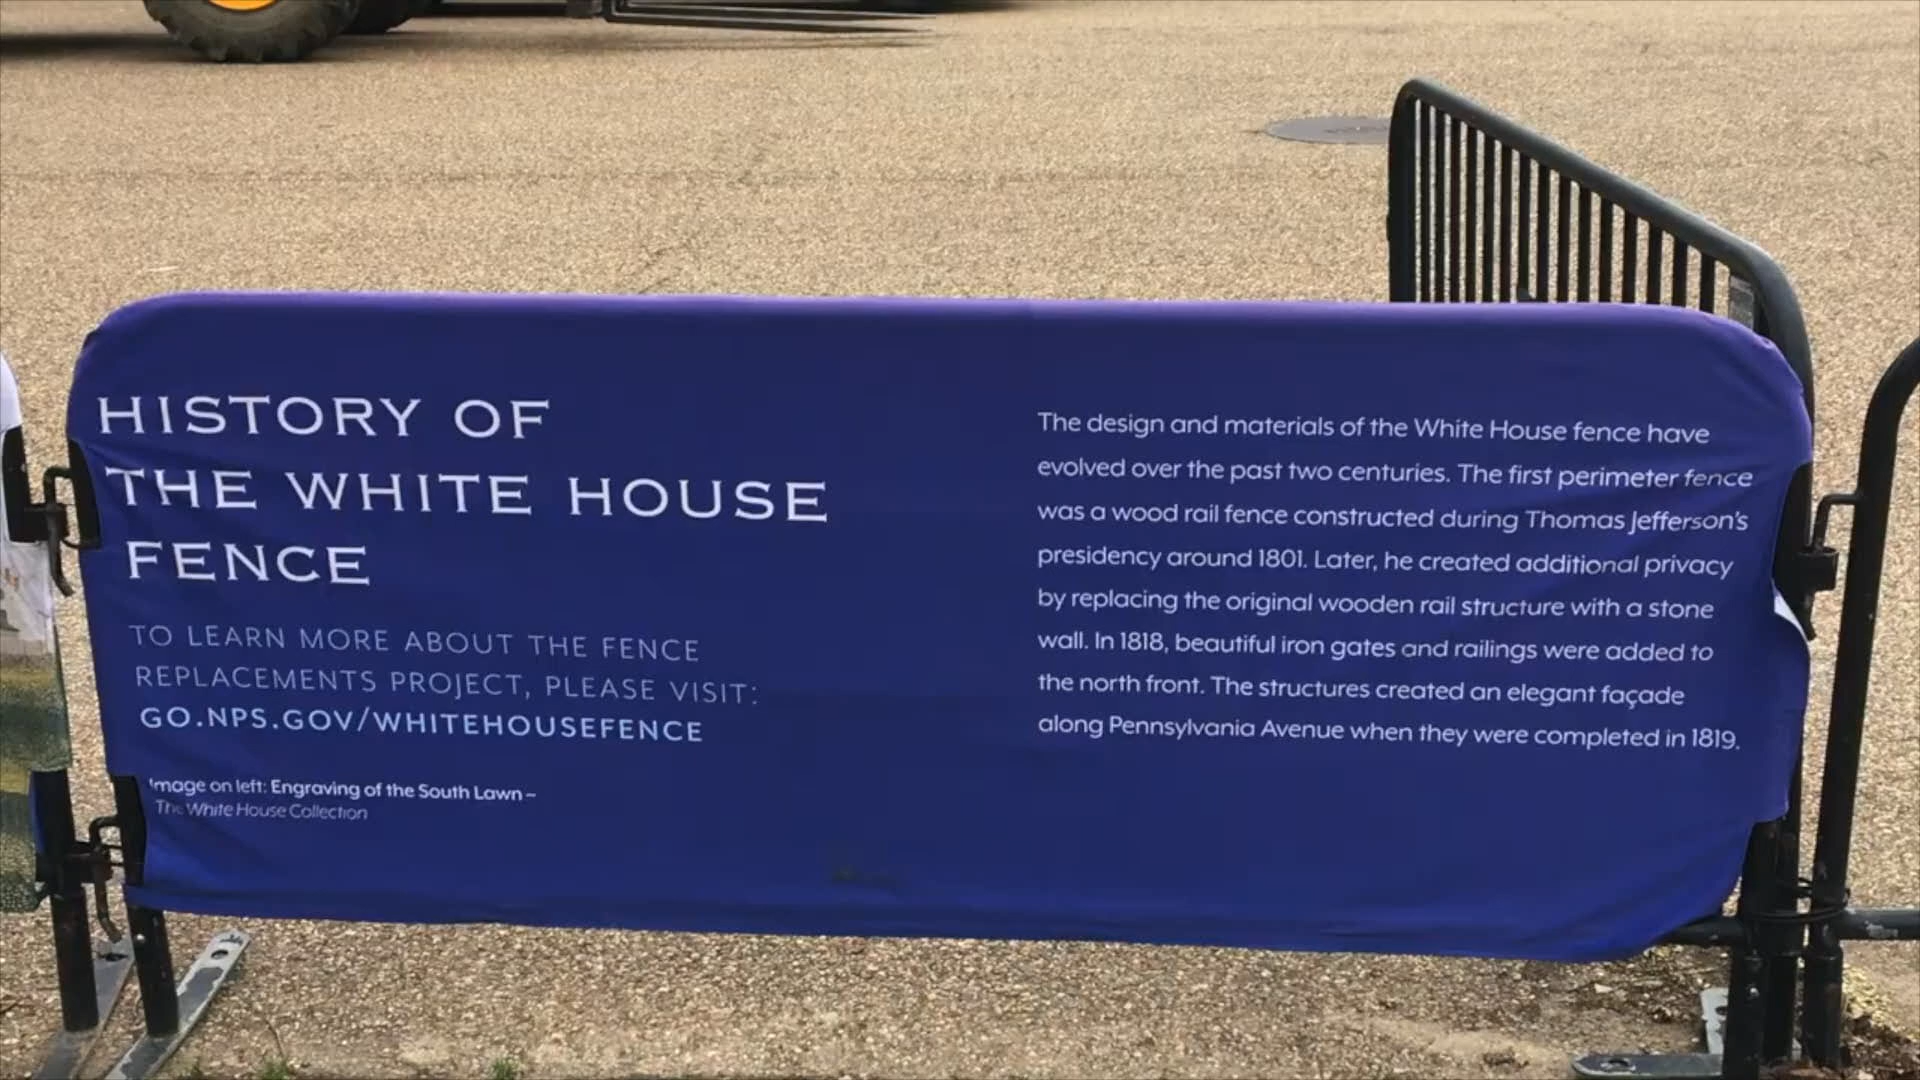 HISTORY OF
THE WHITE HOUSE
FENCE
TO LEARN MORE ABOUT THE FENCE
REPLACEMENTS PROJECT, PLEASE VISIT:
GO.NPS.GOV/WHITEHOUSEFENCE
Image on left: Engraving of the South Lawn –
The White House Collection
The design and materials of the White House fence have
evolved over the past two centuries. The first perimeter fence
was a wood rail fence constructed during Thomas Jefferson's
presidency around 1801. Later, he created additional privacy
by replacing the original wooden rail structure with a stone
wall. In 1818, beautiful iron gates and railings were added to
the north front. The structures created an elegant façade
along Pennsylvania Avenue when they were completed in 1819.